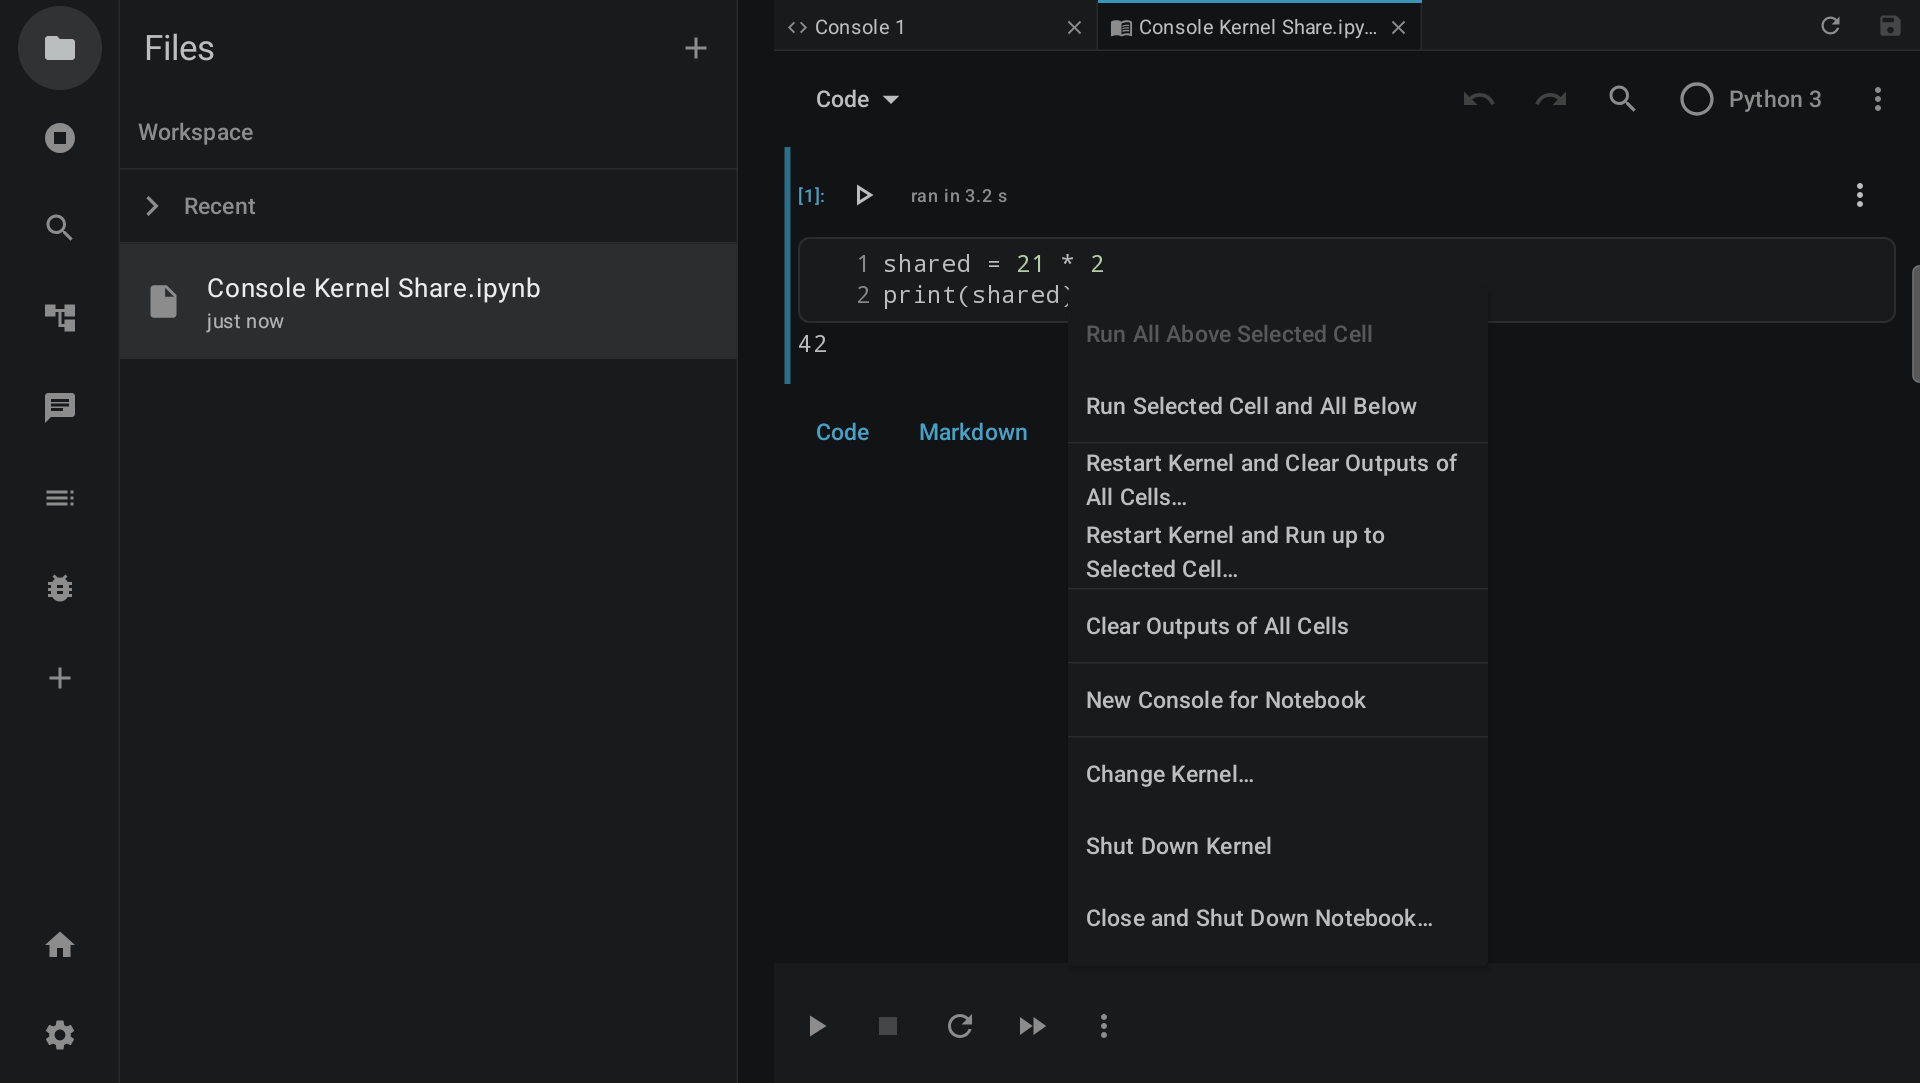 Files
Workspace
Recent
Console Kernel Share.ipynb
just now
Console 1
Console Kernel Share.ipy...
Code
Python 3
[1]:
ran in 3.2 s
1 shared = 21 * 2
2 print(shared)
42
Code Markdown
Run All Above Selected Cell
Run Selected Cell and All Below
Restart Kernel and Clear Outputs of
All Cells...
Restart Kernel and Run up to
Selected Cell...
Clear Outputs of All Cells
New Console for Notebook
Change Kernel...
Shut Down Kernel
Close and Shut Down Notebook...